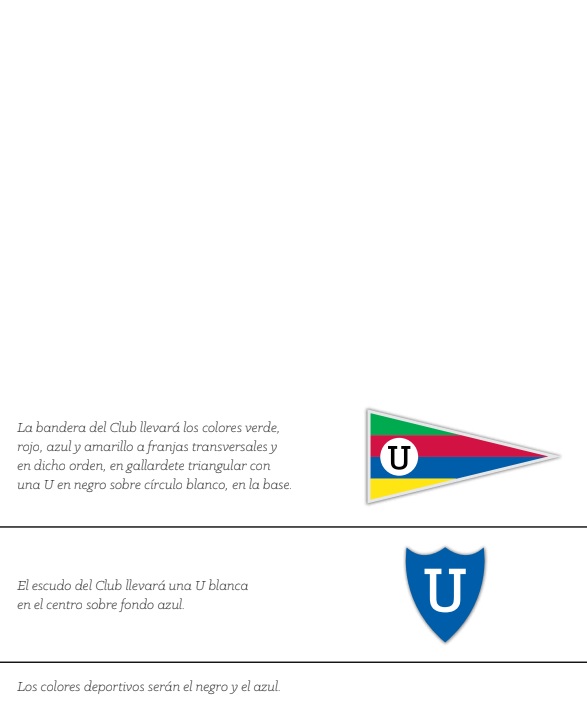 La bandera del Club llevará los colores verde,
rojo, azul y amarillo a franjas transversales y
en dicho orden, en gallardete triangular con
una U en negro sobre círculo blanco, en la base.
U
El escudo del Club llevará una U blanca
en el centro sobre fondo azul.
U
Los colores deportivos serán el negro y el azul.